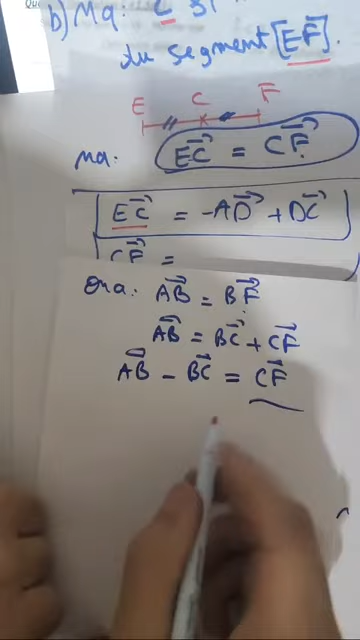 b) Mq: C
du segment [EF].
E C F
mq: EC = CF
EC = -AD + DC
CF =
Ona: AB = BF
AB = BC + CF
AB - BC = CF